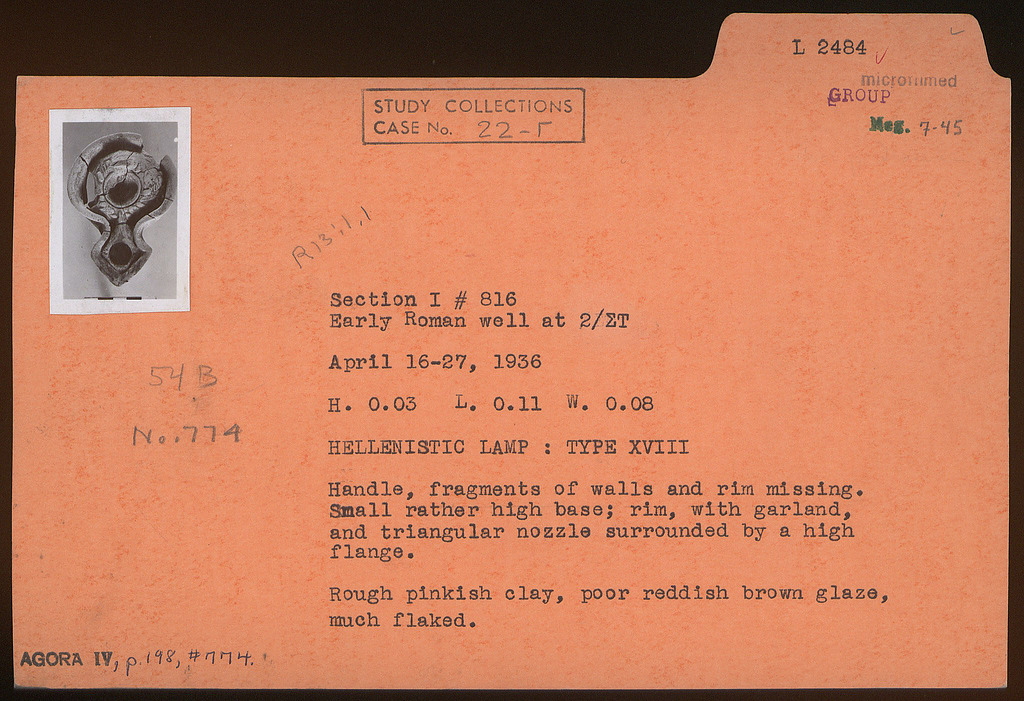 L 2484
microfilmed
GROUP
Neg. 7-45
STUDY COLLECTIONS
CASE No. 22-Γ
R13:1,1
Section I # 816
Early Roman well at 2/ΣΤ
April 16-27, 1936
54 B
H. 0.03 L. 0.11 W. 0.08
No. 774
HELLENISTIC LAMP : TYPE XVIII
Handle, fragments of walls and rim missing.
Small rather high base; rim, with garland,
and triangular nozzle surrounded by a high
flange.
Rough pinkish clay, poor reddish brown glaze,
much flaked.
AGORA IV, p. 198, #774.